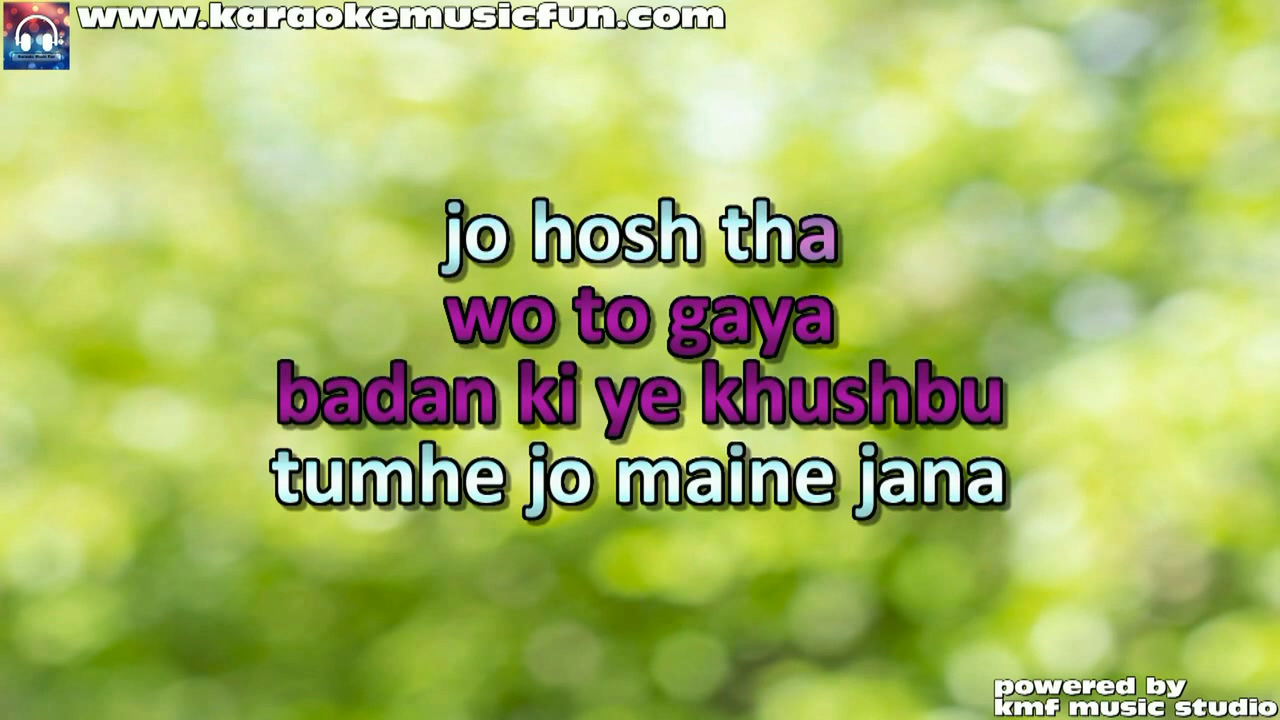 www.karaokemusicfun.com
jo hosh tha
wo to gaya
badan ki ye khushbu
tumhe jo maine jana
powered by
kmf music studio